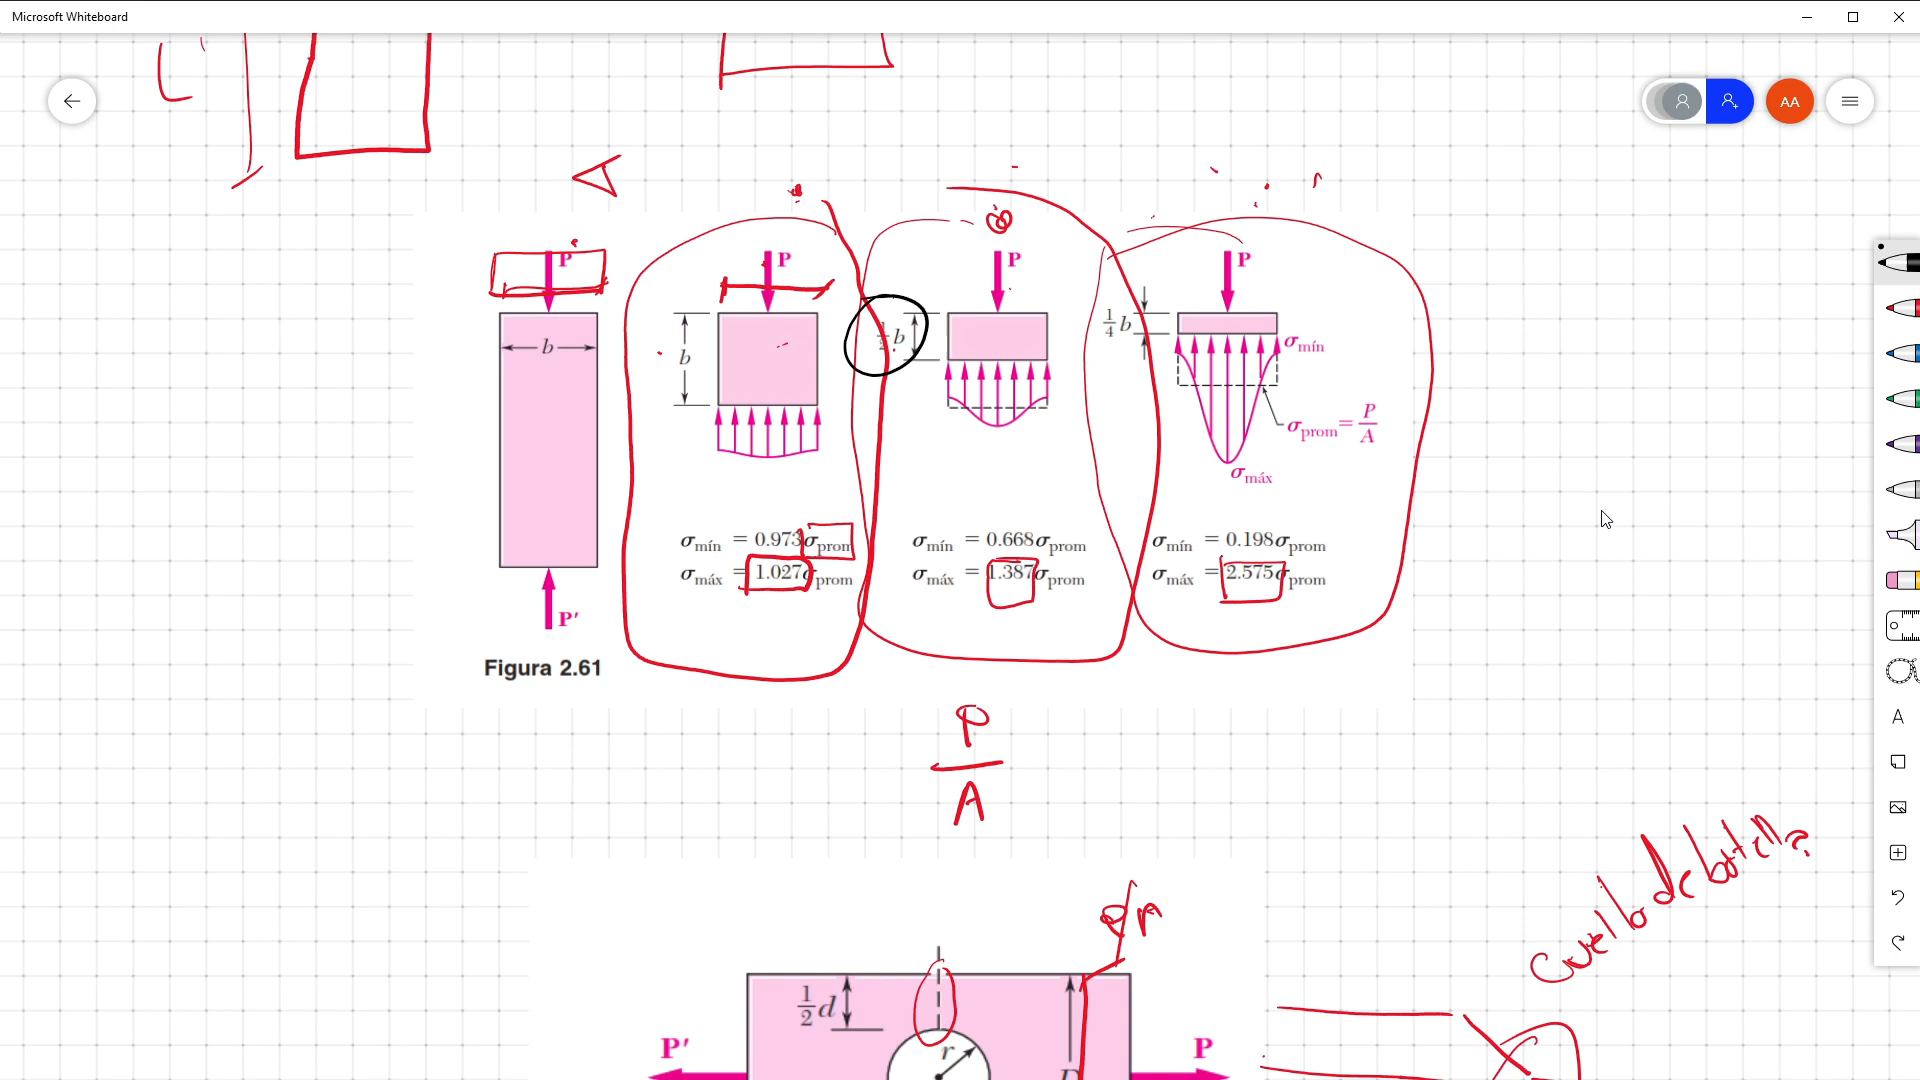 Microsoft Whiteboard
AA
P
P
P
P
b
b
1/2 b
1/4 b
σmín
σprom = P/A
σmáx
σmín = 0.973σprom
σmáx = 1.027σprom
σmín = 0.668σprom
σmáx = 1.387σprom
σmín = 0.198σprom
σmáx = 2.575σprom
P'
Figura 2.61
P
A
Cuello de botella
1/2 d
r
P'
P
A